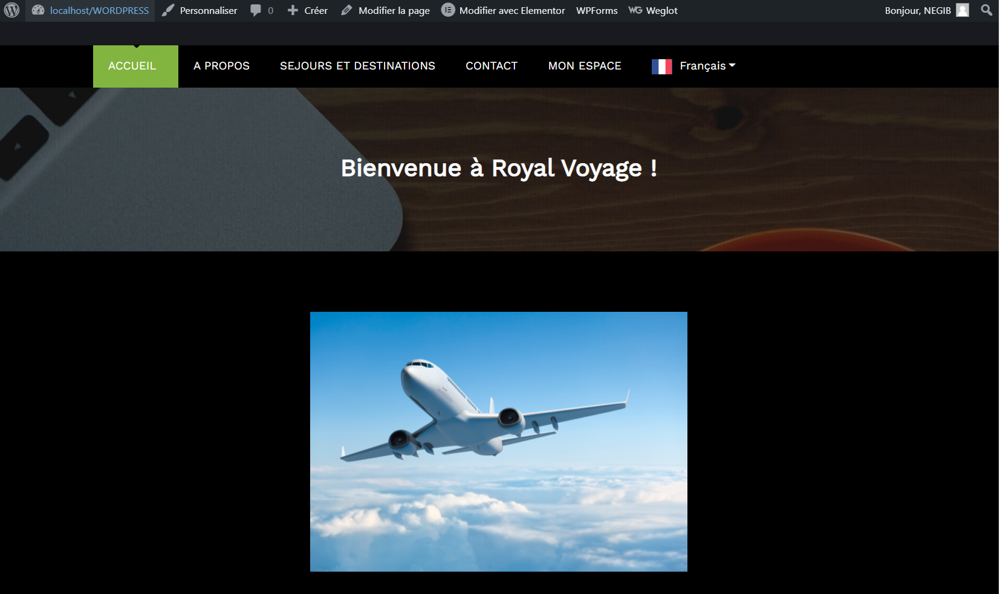 localhost/WORDPRESS Personnaliser 0 Créer Modifier la page Modifier avec Elementor WPForms WG Weglot Bonjour, NEGIB
ACCUEIL A PROPOS SEJOURS ET DESTINATIONS CONTACT MON ESPACE Français
Bienvenue à Royal Voyage !